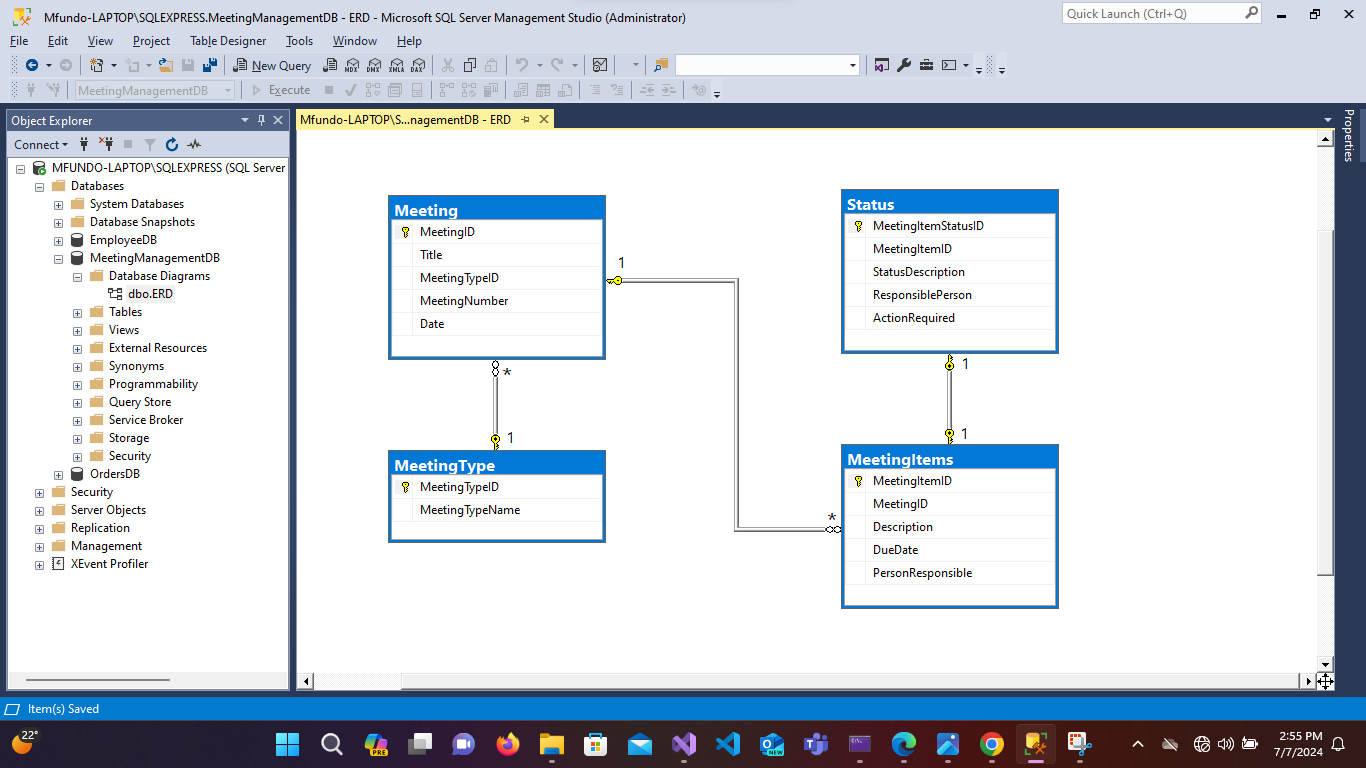 Mfundo-LAPTOP\SQLEXPRESS.MeetingManagementDB - ERD - Microsoft SQL Server Management Studio (Administrator)
Quick Launch (Ctrl+Q)
File Edit View Project Table Designer Tools Window Help
New Query MDX DMX XMLA DAX
MeetingManagementDB Execute
Object Explorer
Mfundo-LAPTOP\S...nagementDB - ERD
Properties
Connect
MFUNDO-LAPTOP\SQLEXPRESS (SQL Server
Databases
System Databases
Database Snapshots
EmployeeDB
MeetingManagementDB
Database Diagrams
dbo.ERD
Tables
Views
External Resources
Synonyms
Programmability
Query Store
Service Broker
Storage
Security
OrdersDB
Security
Server Objects
Replication
Management
XEvent Profiler
Meeting
MeetingID
Title
MeetingTypeID
MeetingNumber
Date
1
*
1
MeetingType
MeetingTypeID
MeetingTypeName
Status
MeetingItemStatusID
MeetingItemID
StatusDescription
ResponsiblePerson
ActionRequired
1
1
MeetingItems
MeetingItemID
MeetingID
Description
DueDate
PersonResponsible
*
Item(s) Saved
22°
PRE
NEW
2:55 PM
7/7/2024